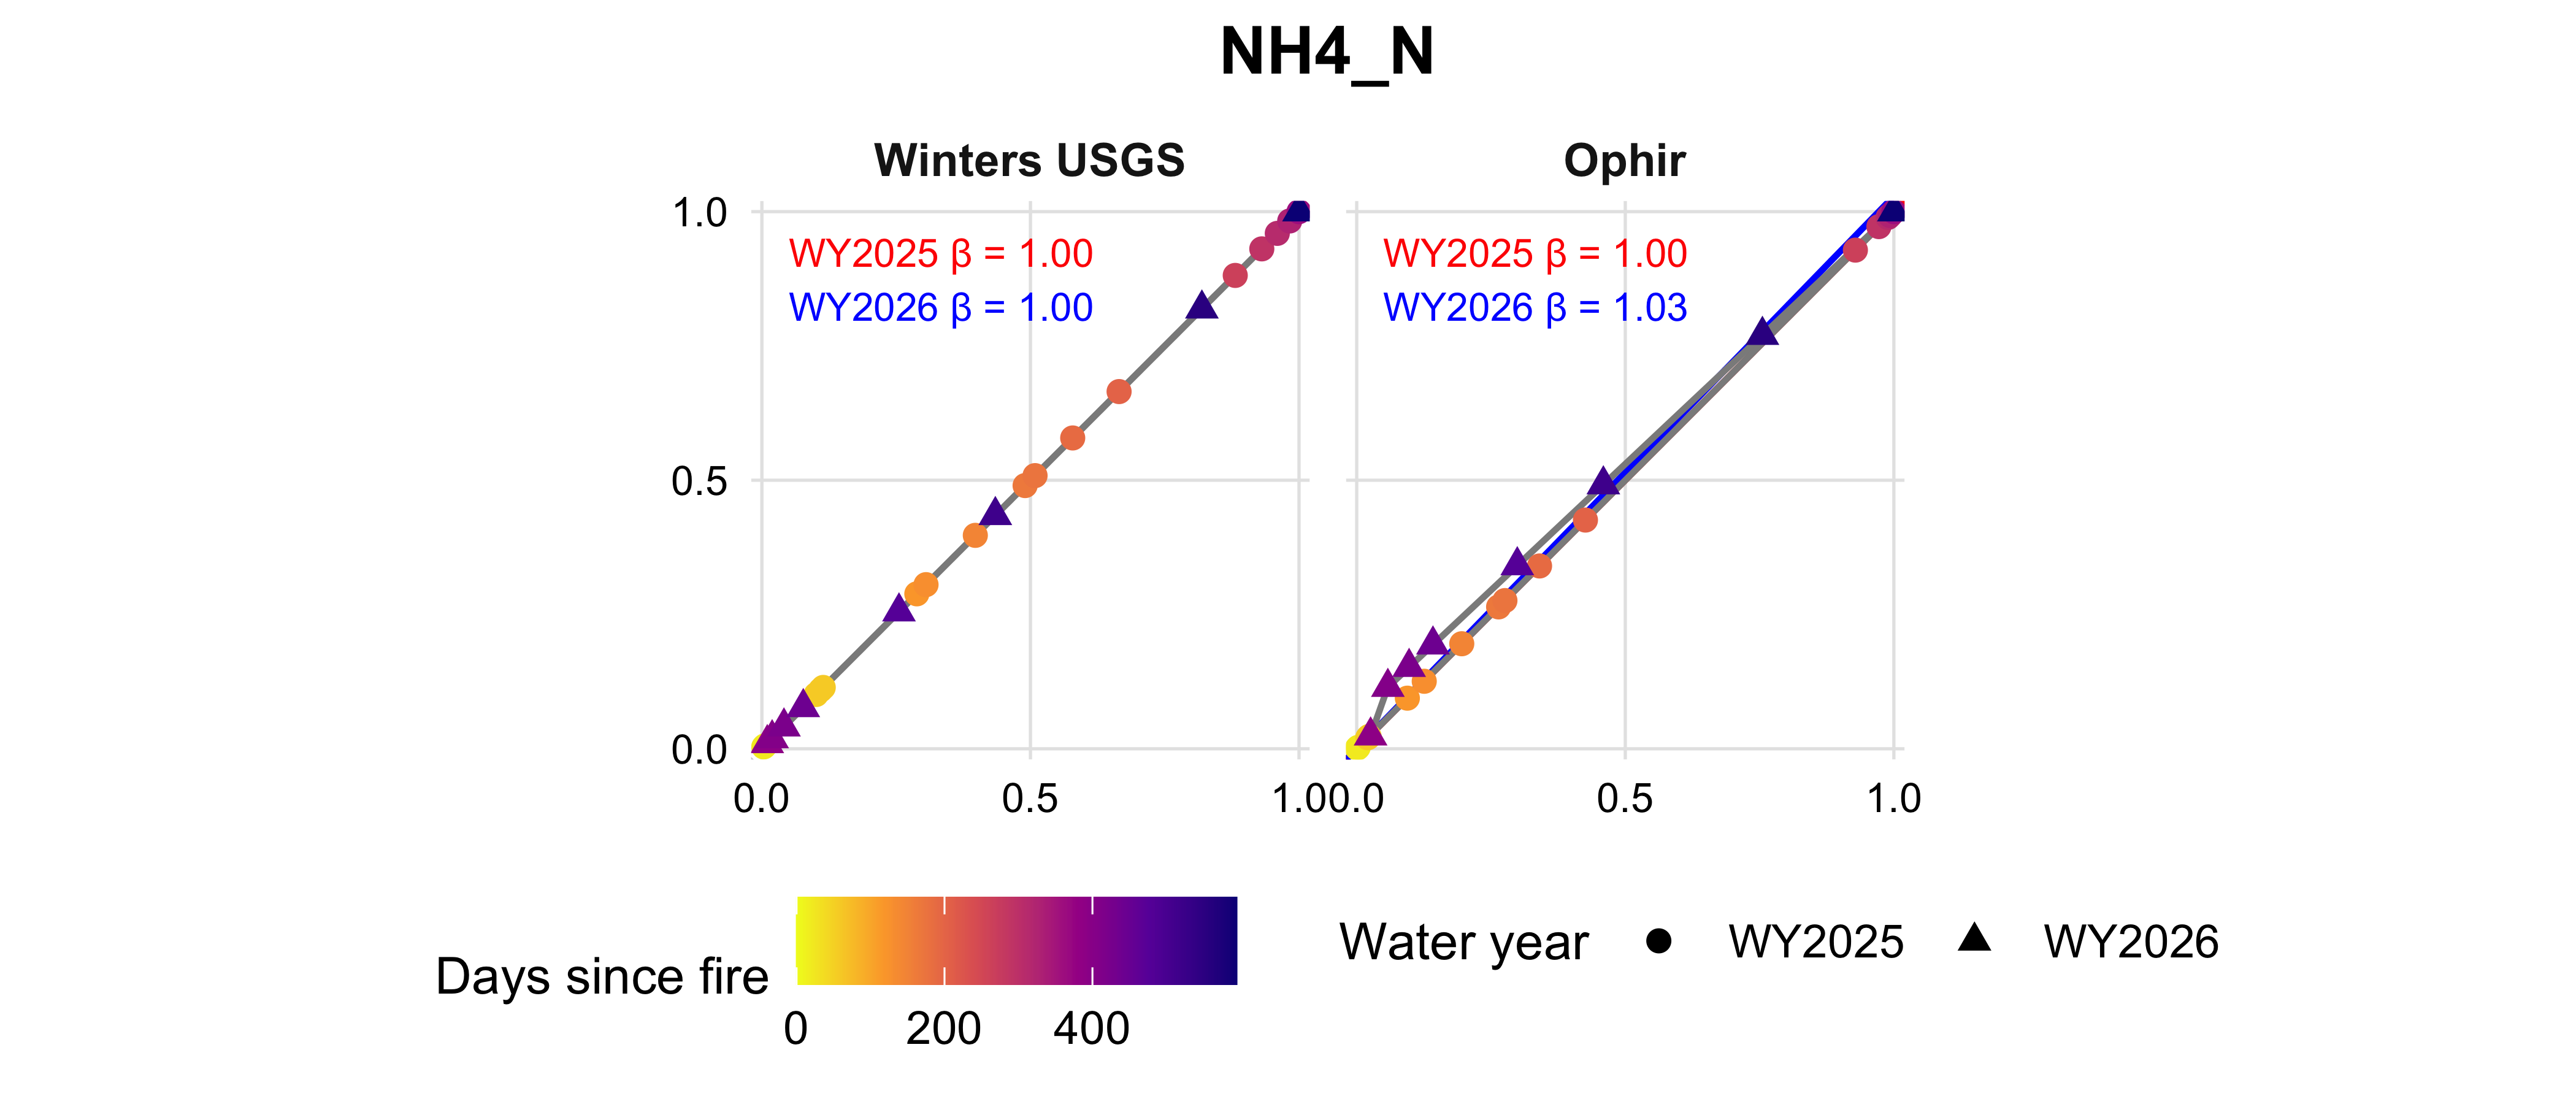 NH4_N
Winters USGS
Ophir
1.0
0.5
0.0
WY2025 β = 1.00
WY2026 β = 1.00
WY2025 β = 1.00
WY2026 β = 1.03
0.0 0.5 1.0
0.0 0.5 1.0
Days since fire
0 200 400
Water year WY2025 WY2026